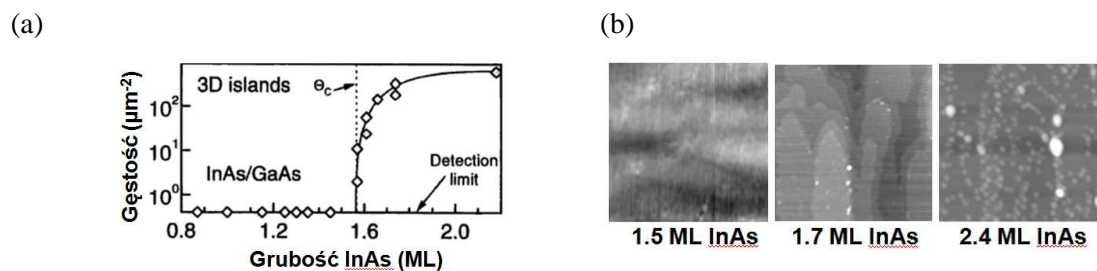 (a)
(b)
Gęstość (μm⁻²)
10²
10¹
10⁰
3D islands
Θc
InAs/GaAs
Detection
limit
0.8 1.2 1.6 2.0
Grubość InAs (ML)
1.5 ML InAs
1.7 ML InAs
2.4 ML InAs